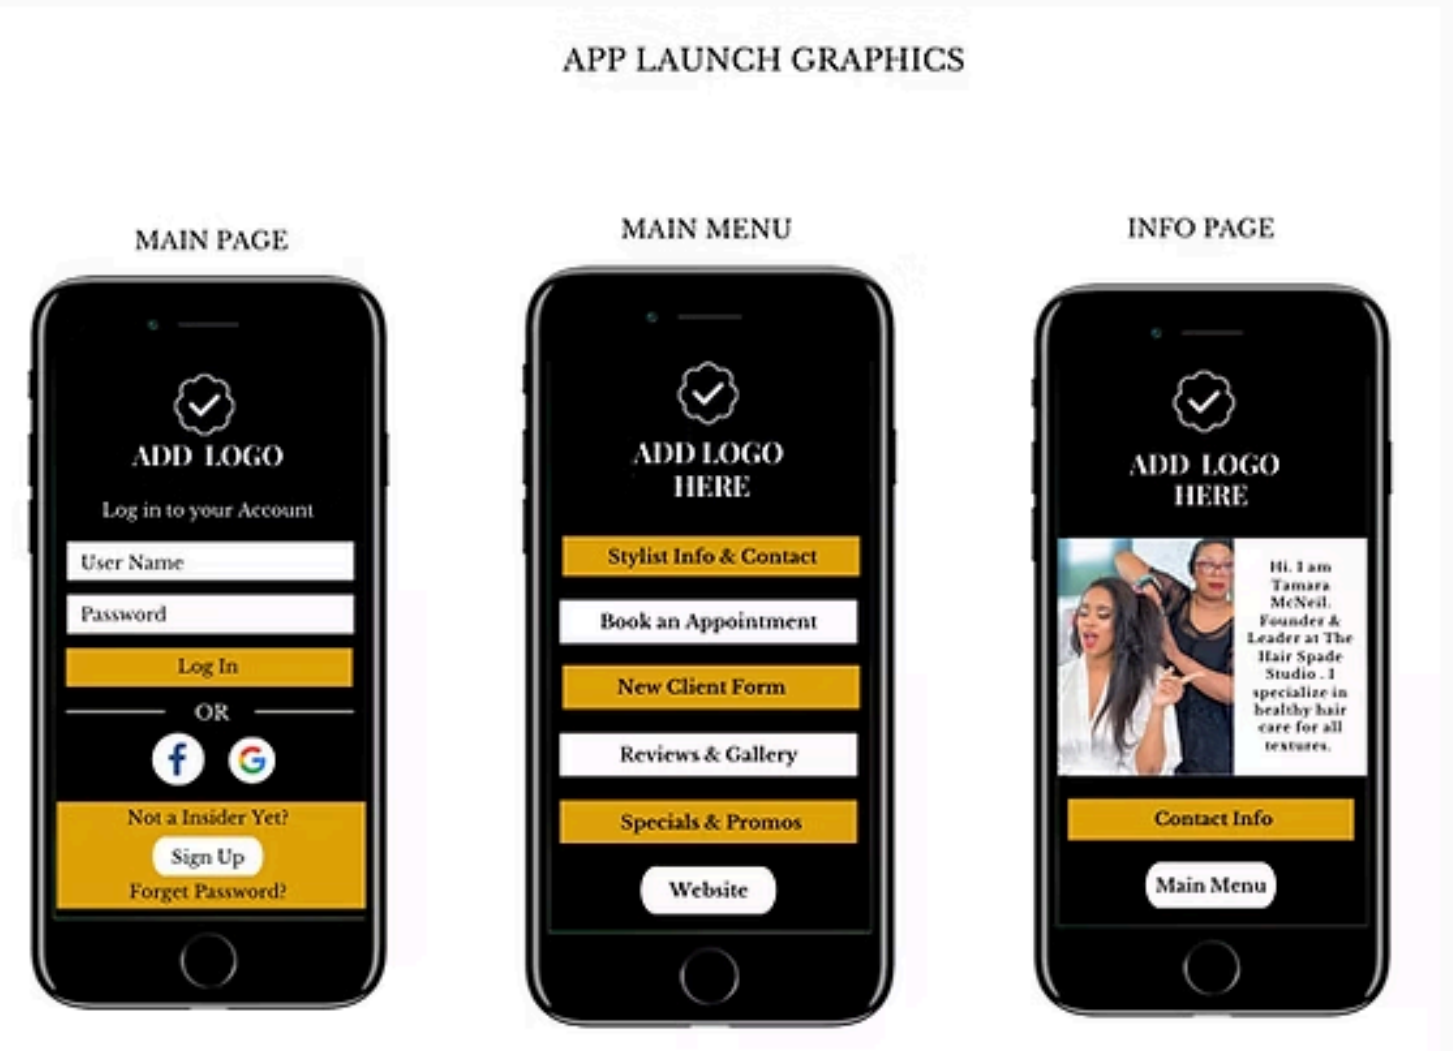 APP LAUNCH GRAPHICS
MAIN PAGE
ADD LOGO
Log in to your Account
User Name
Password
Log In
OR
f
G
Not a Insider Yet?
Sign Up
Forget Password?
MAIN MENU
ADD LOGO
HERE
Stylist Info & Contact
Book an Appointment
New Client Form
Reviews & Gallery
Specials & Promos
Website
INFO PAGE
ADD LOGO
HERE
Hi. I am
Tamara
McNeil.
Founder &
Leader at The
Hair Spade
Studio . I
specialize in
healthy hair
care for all
textures.
Contact Info
Main Menu